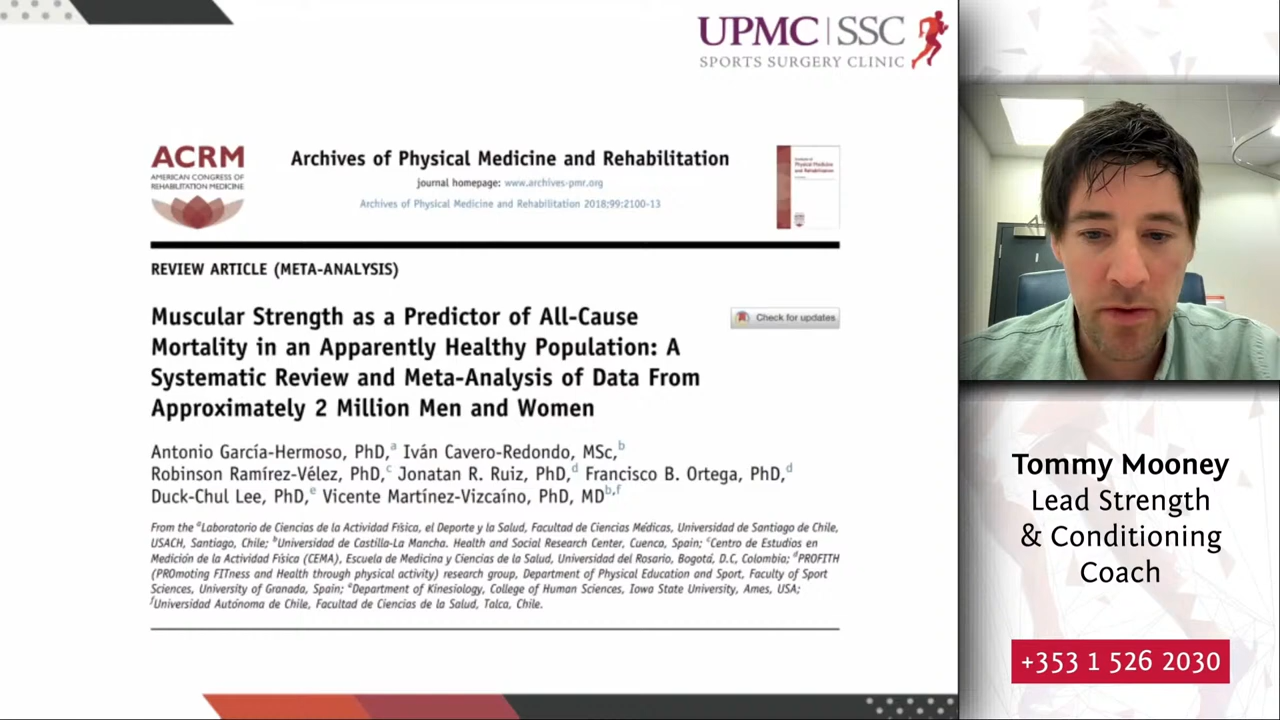 UPMC | SSC
SPORTS SURGERY CLINIC
ACRM
AMERICAN CONGRESS OF
REHABILITATION MEDICINE
Archives of Physical Medicine and Rehabilitation
journal homepage: www.archives-pmr.org
Archives of Physical Medicine and Rehabilitation 2018;99:2100-13
REVIEW ARTICLE (META-ANALYSIS)
Muscular Strength as a Predictor of All-Cause
Mortality in an Apparently Healthy Population: A
Systematic Review and Meta-Analysis of Data From
Approximately 2 Million Men and Women
Check for updates
Antonio García-Hermoso, PhD,a Iván Cavero-Redondo, MSc,b
Robinson Ramírez-Vélez, PhD,c Jonatan R. Ruiz, PhD,d Francisco B. Ortega, PhD,d
Duck-Chul Lee, PhD,e Vicente Martínez-Vizcaíno, PhD, MDb,f
From the aLaboratorio de Ciencias de la Actividad Física, el Deporte y la Salud, Facultad de Ciencias Médicas, Universidad de Santiago de Chile,
USACH, Santiago, Chile; bUniversidad de Castilla-La Mancha. Health and Social Research Center, Cuenca, Spain; cCentro de Estudios en
Medición de la Actividad Física (CEMA), Escuela de Medicina y Ciencias de la Salud, Universidad del Rosario, Bogotá, D.C, Colombia; dPROFITH
(PROmoting FITness and Health through physical activity) research group, Department of Physical Education and Sport, Faculty of Sport
Sciences, University of Granada, Spain; eDepartment of Kinesiology, College of Human Sciences, Iowa State University, Ames, USA;
fUniversidad Autónoma de Chile, Facultad de Ciencias de la Salud, Talca, Chile.
Tommy Mooney
Lead Strength
& Conditioning
Coach
+353 1 526 2030